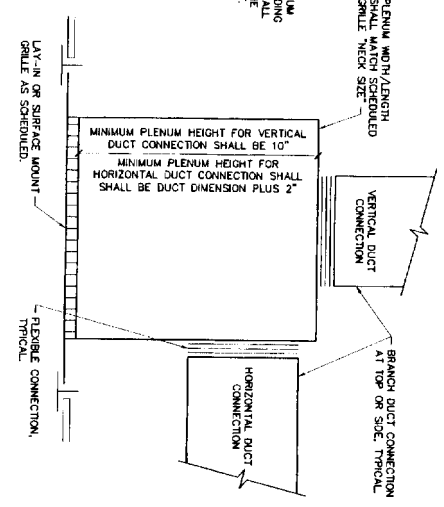 PLENUM WIDTH/LENGTH
SHALL MATCH SCHEDULED
GRILLE "NECK SIZE"
VERTICAL DUCT
CONNECTION
BRANCH DUCT CONNECTION
AT TOP OR SIDE, TYPICAL
MINIMUM PLENUM HEIGHT FOR VERTICAL
DUCT CONNECTION SHALL BE 10"
MINIMUM PLENUM HEIGHT FOR
HORIZONTAL DUCT CONNECTION SHALL
SHALL BE DUCT DIMENSION PLUS 2"
HORIZONTAL DUCT
CONNECTION
LAY-IN OR SURFACE MOUNT
GRILLE AS SCHEDULED.
FLEXIBLE CONNECTION,
TYPICAL